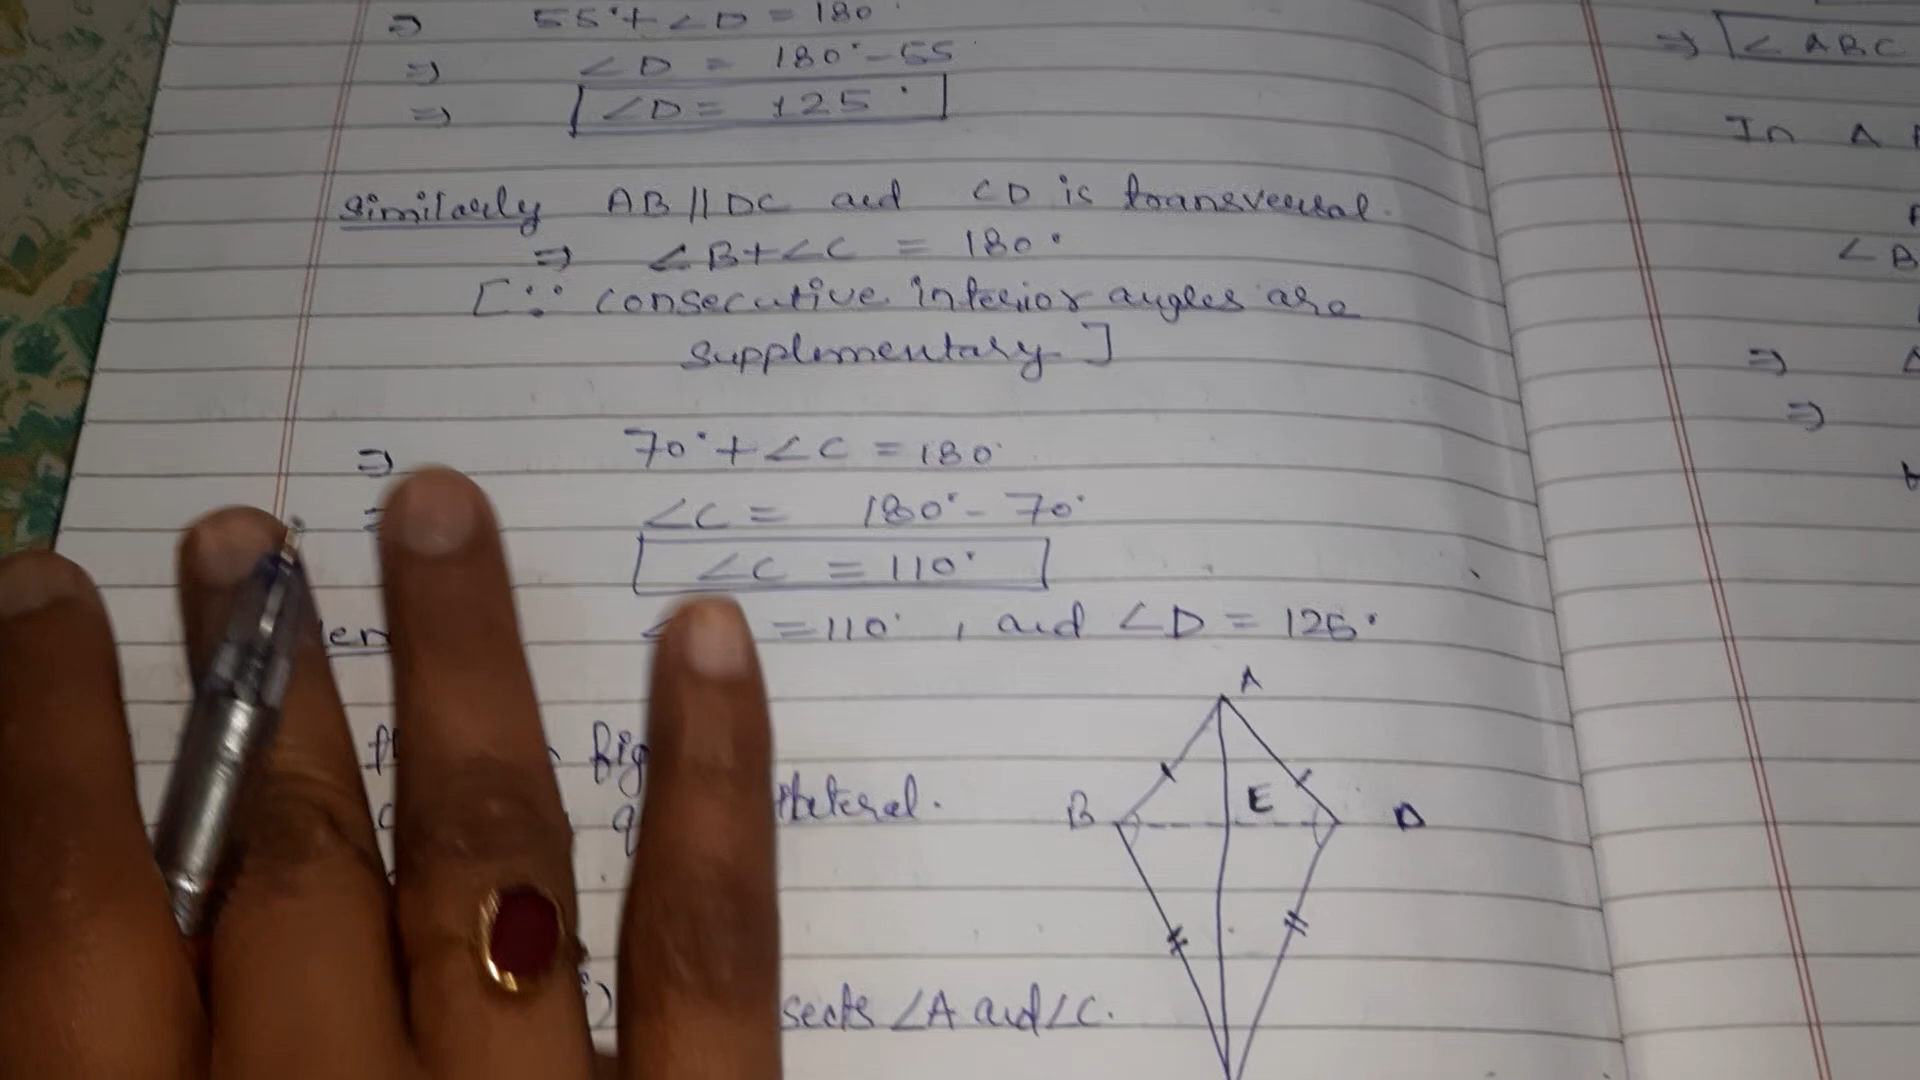 ⇒ 55°+∠D = 180°
⇒ ∠D = 180°-55
⇒ ∠D = 125°
similarly AB||DC and CD is transversal.
⇒ ∠B+∠C = 180°
[∵ consecutive interior angles are
supplementary]
⇒ 70°+∠C = 180°
∠C = 180°- 70°
∠C = 110°
=110°, and ∠D = 125°
A
fig
B E D
sects ∠A and ∠C.
⇒ ∠ABC
In
∠B
⇒
⇒